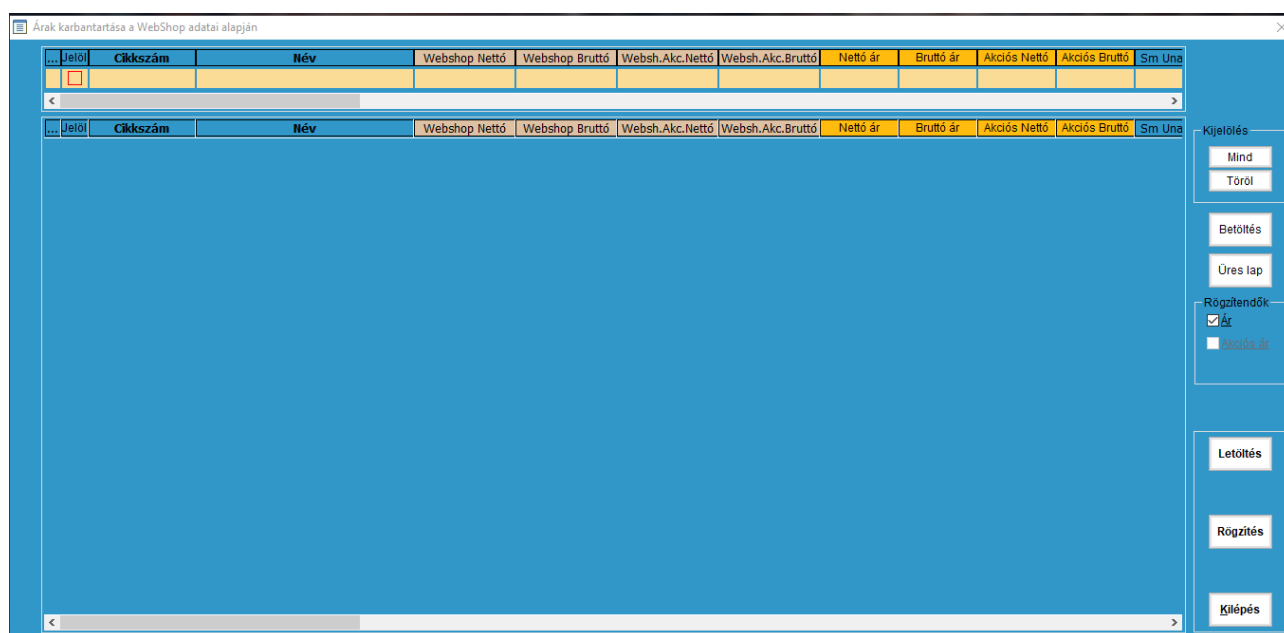 Árak karbantartása a WebShop adatai alapján
... Jelöl Cikkszám Név Webshop Nettó Webshop Bruttó Websh.Akc.Nettó Websh.Akc.Bruttó Nettó ár Bruttó ár Akciós Nettó Akciós Bruttó Sm Una
... Jelöl Cikkszám Név Webshop Nettó Webshop Bruttó Websh.Akc.Nettó Websh.Akc.Bruttó Nettó ár Bruttó ár Akciós Nettó Akciós Bruttó Sm Una
Kijelölés
Mind
Töröl
Betöltés
Üres lap
Rögzítendők
Ár
Akciós ár
Letöltés
Rögzítés
Kilépés